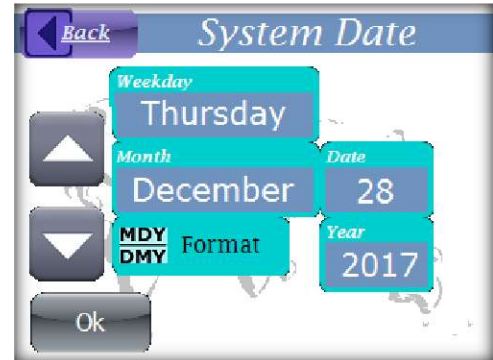 Back
System Date
Weekday
Thursday
Month
December
Date
28
MDY
DMY
Format
Year
2017
Ok